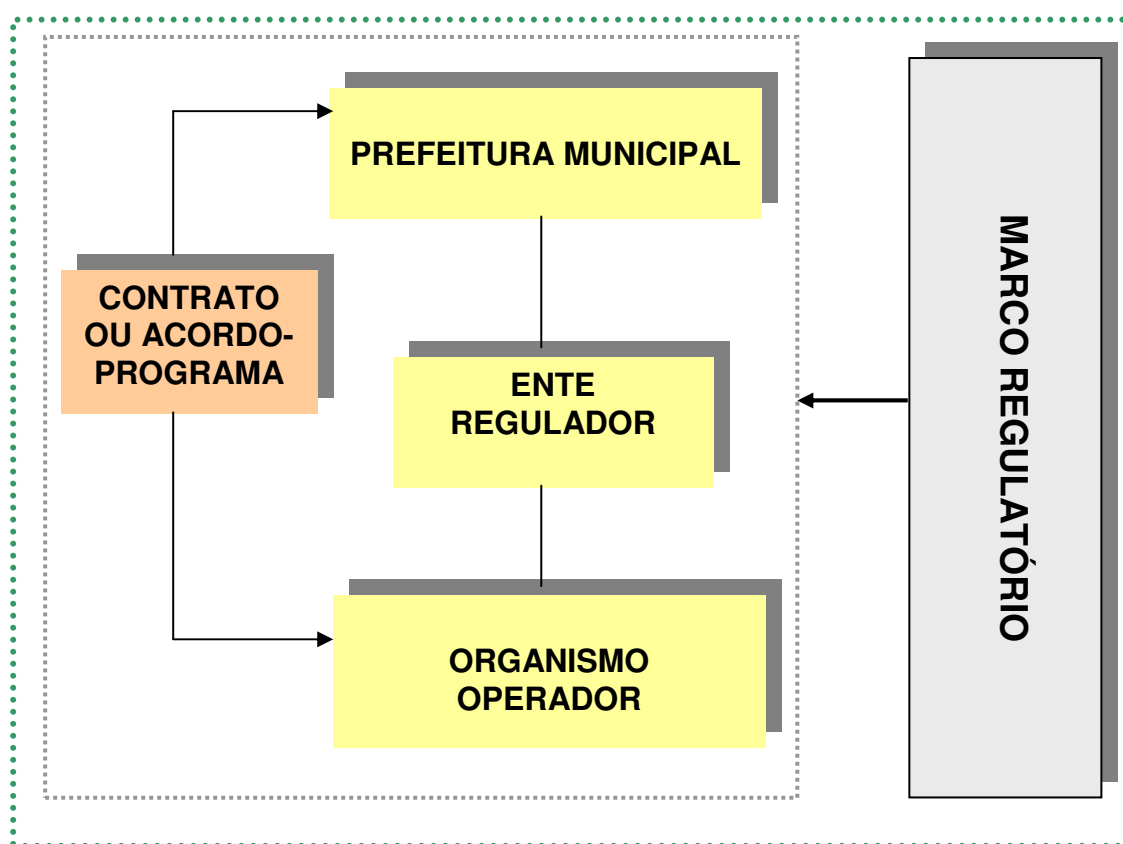 PREFEITURA MUNICIPAL
CONTRATO
OU ACORDO-
PROGRAMA
ENTE
REGULADOR
ORGANISMO
OPERADOR
MARCO REGULATÓRIO